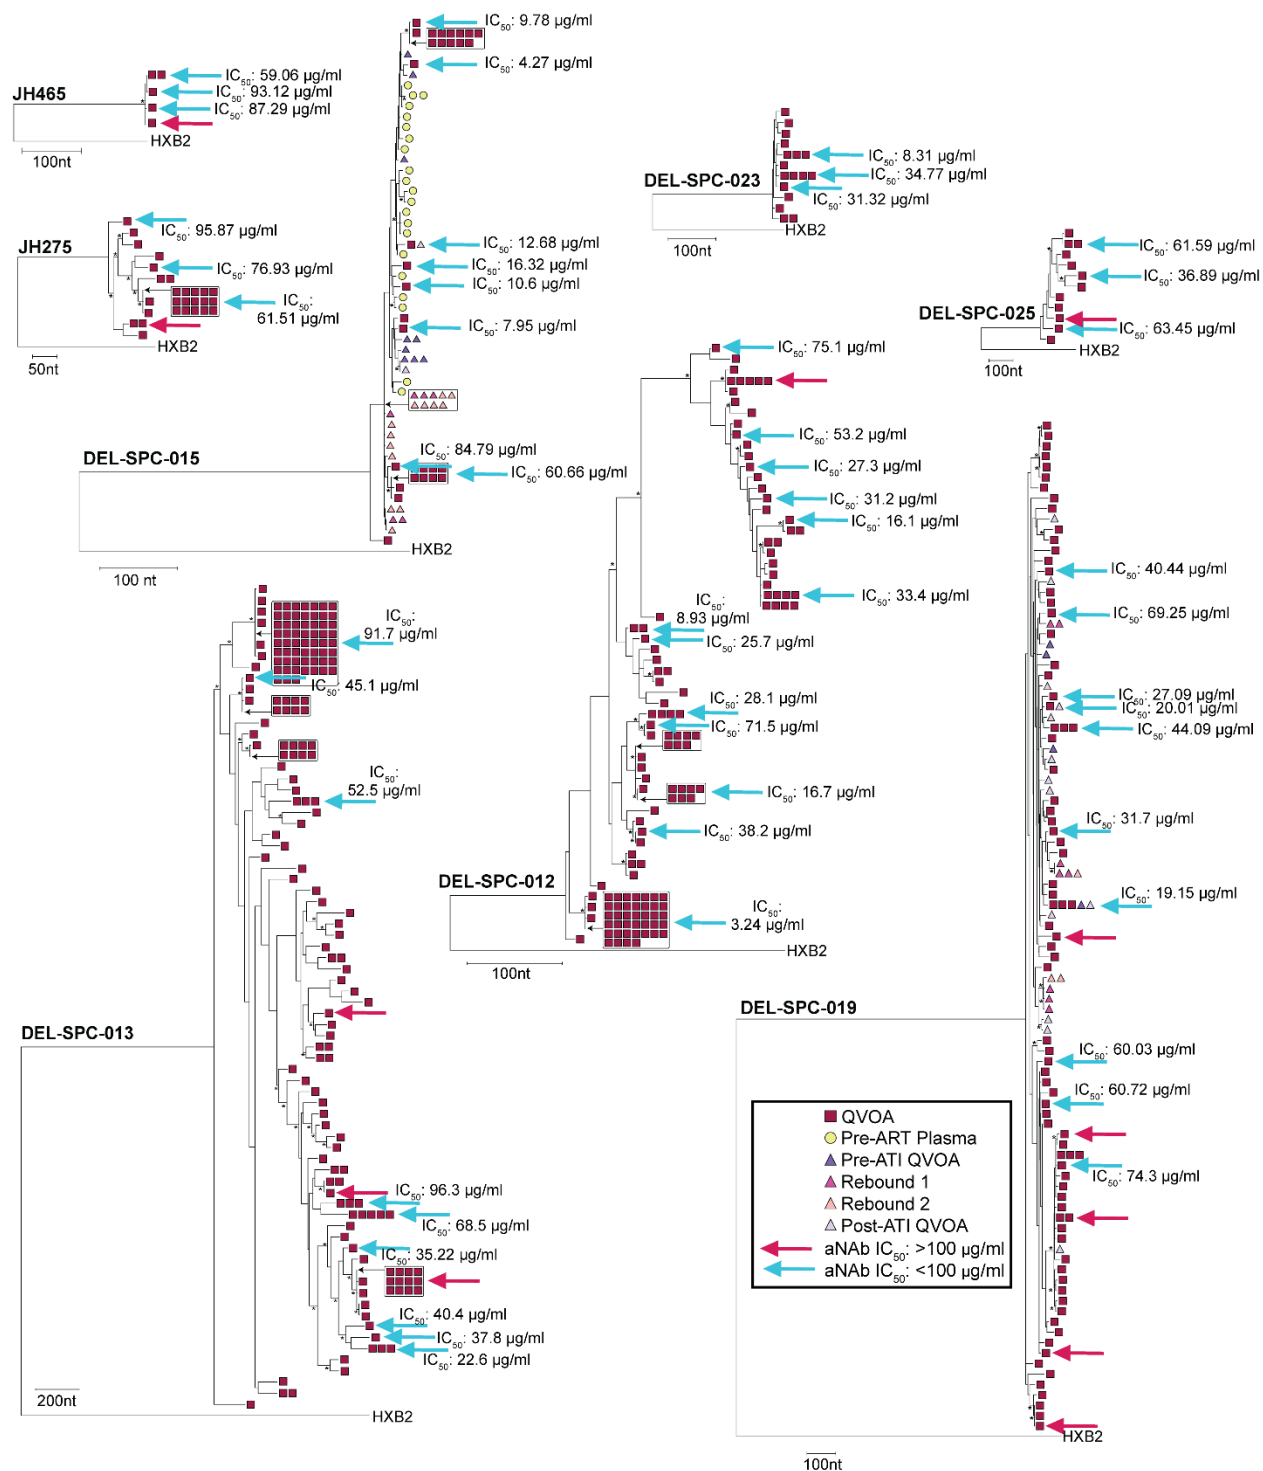 JH465
IC50: 59.06 µg/ml
IC50: 93.12 µg/ml
IC50: 87.29 µg/ml
HXB2
100nt
JH275
IC50: 95.87 µg/ml
IC50: 76.93 µg/ml
IC50:
61.51 µg/ml
HXB2
50nt
DEL-SPC-015
IC50: 9.78 µg/ml
IC50: 4.27 µg/ml
IC50: 12.68 µg/ml
IC50: 16.32 µg/ml
IC50: 10.6 µg/ml
IC50: 7.95 µg/ml
IC50: 84.79 µg/ml
IC50: 60.66 µg/ml
HXB2
100 nt
DEL-SPC-023
IC50: 8.31 µg/ml
IC50: 34.77 µg/ml
IC50: 31.32 µg/ml
HXB2
100nt
DEL-SPC-025
IC50: 61.59 µg/ml
IC50: 36.89 µg/ml
IC50: 63.45 µg/ml
HXB2
100nt
DEL-SPC-012
IC50: 75.1 µg/ml
IC50: 53.2 µg/ml
IC50: 27.3 µg/ml
IC50: 31.2 µg/ml
IC50: 16.1 µg/ml
IC50: 33.4 µg/ml
IC50:
8.93 µg/ml
IC50: 25.7 µg/ml
IC50: 28.1 µg/ml
IC50: 71.5 µg/ml
IC50: 16.7 µg/ml
IC50: 38.2 µg/ml
IC50:
3.24 µg/ml
HXB2
100nt
DEL-SPC-013
IC50:
91.7 µg/ml
IC50: 45.1 µg/ml
IC50:
52.5 µg/ml
IC50: 96.3 µg/ml
IC50: 68.5 µg/ml
IC50: 35.22 µg/ml
IC50: 40.4 µg/ml
IC50: 37.8 µg/ml
IC50: 22.6 µg/ml
200nt
HXB2
DEL-SPC-019
IC50: 40.44 µg/ml
IC50: 69.25 µg/ml
IC50: 27.09 µg/ml
IC50: 20.01 µg/ml
IC50: 44.09 µg/ml
IC50: 31.7 µg/ml
IC50: 19.15 µg/ml
IC50: 60.03 µg/ml
IC50: 60.72 µg/ml
IC50: 74.3 µg/ml
HXB2
100nt
QVOA
Pre-ART Plasma
Pre-ATI QVOA
Rebound 1
Rebound 2
Post-ATI QVOA
aNAb IC50: >100 µg/ml
aNAb IC50: <100 µg/ml